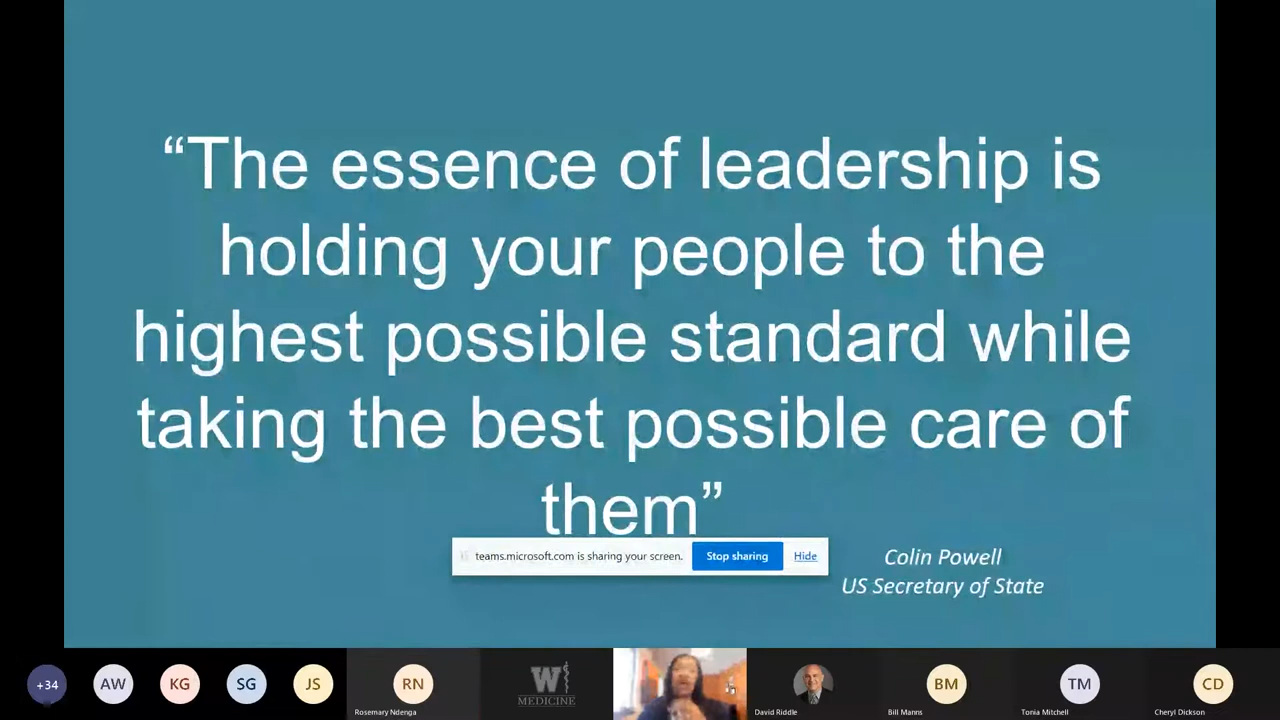 “The essence of leadership is
holding your people to the
highest possible standard while
taking the best possible care of
them”
teams.microsoft.com is sharing your screen. Stop sharing Hide
Colin Powell
US Secretary of State
+34 AW KG SG JS RN W MEDICINE BM TM CD
Rosemary Ndenga David Riddle Bill Manns Tonia Mitchell Cheryl Dickson